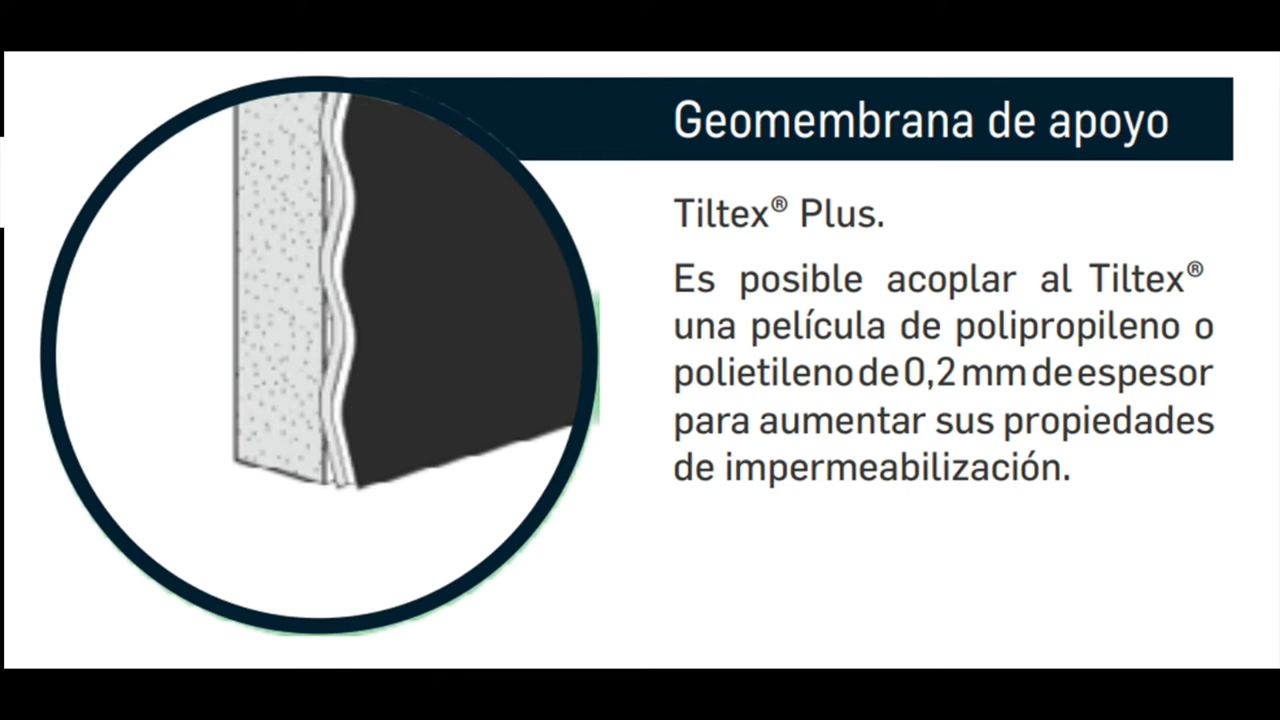 Geomembrana de apoyo
Tiltex® Plus.
Es posible acoplar al Tiltex®
una película de polipropileno o
polietileno de 0,2 mm de espesor
para aumentar sus propiedades
de impermeabilización.